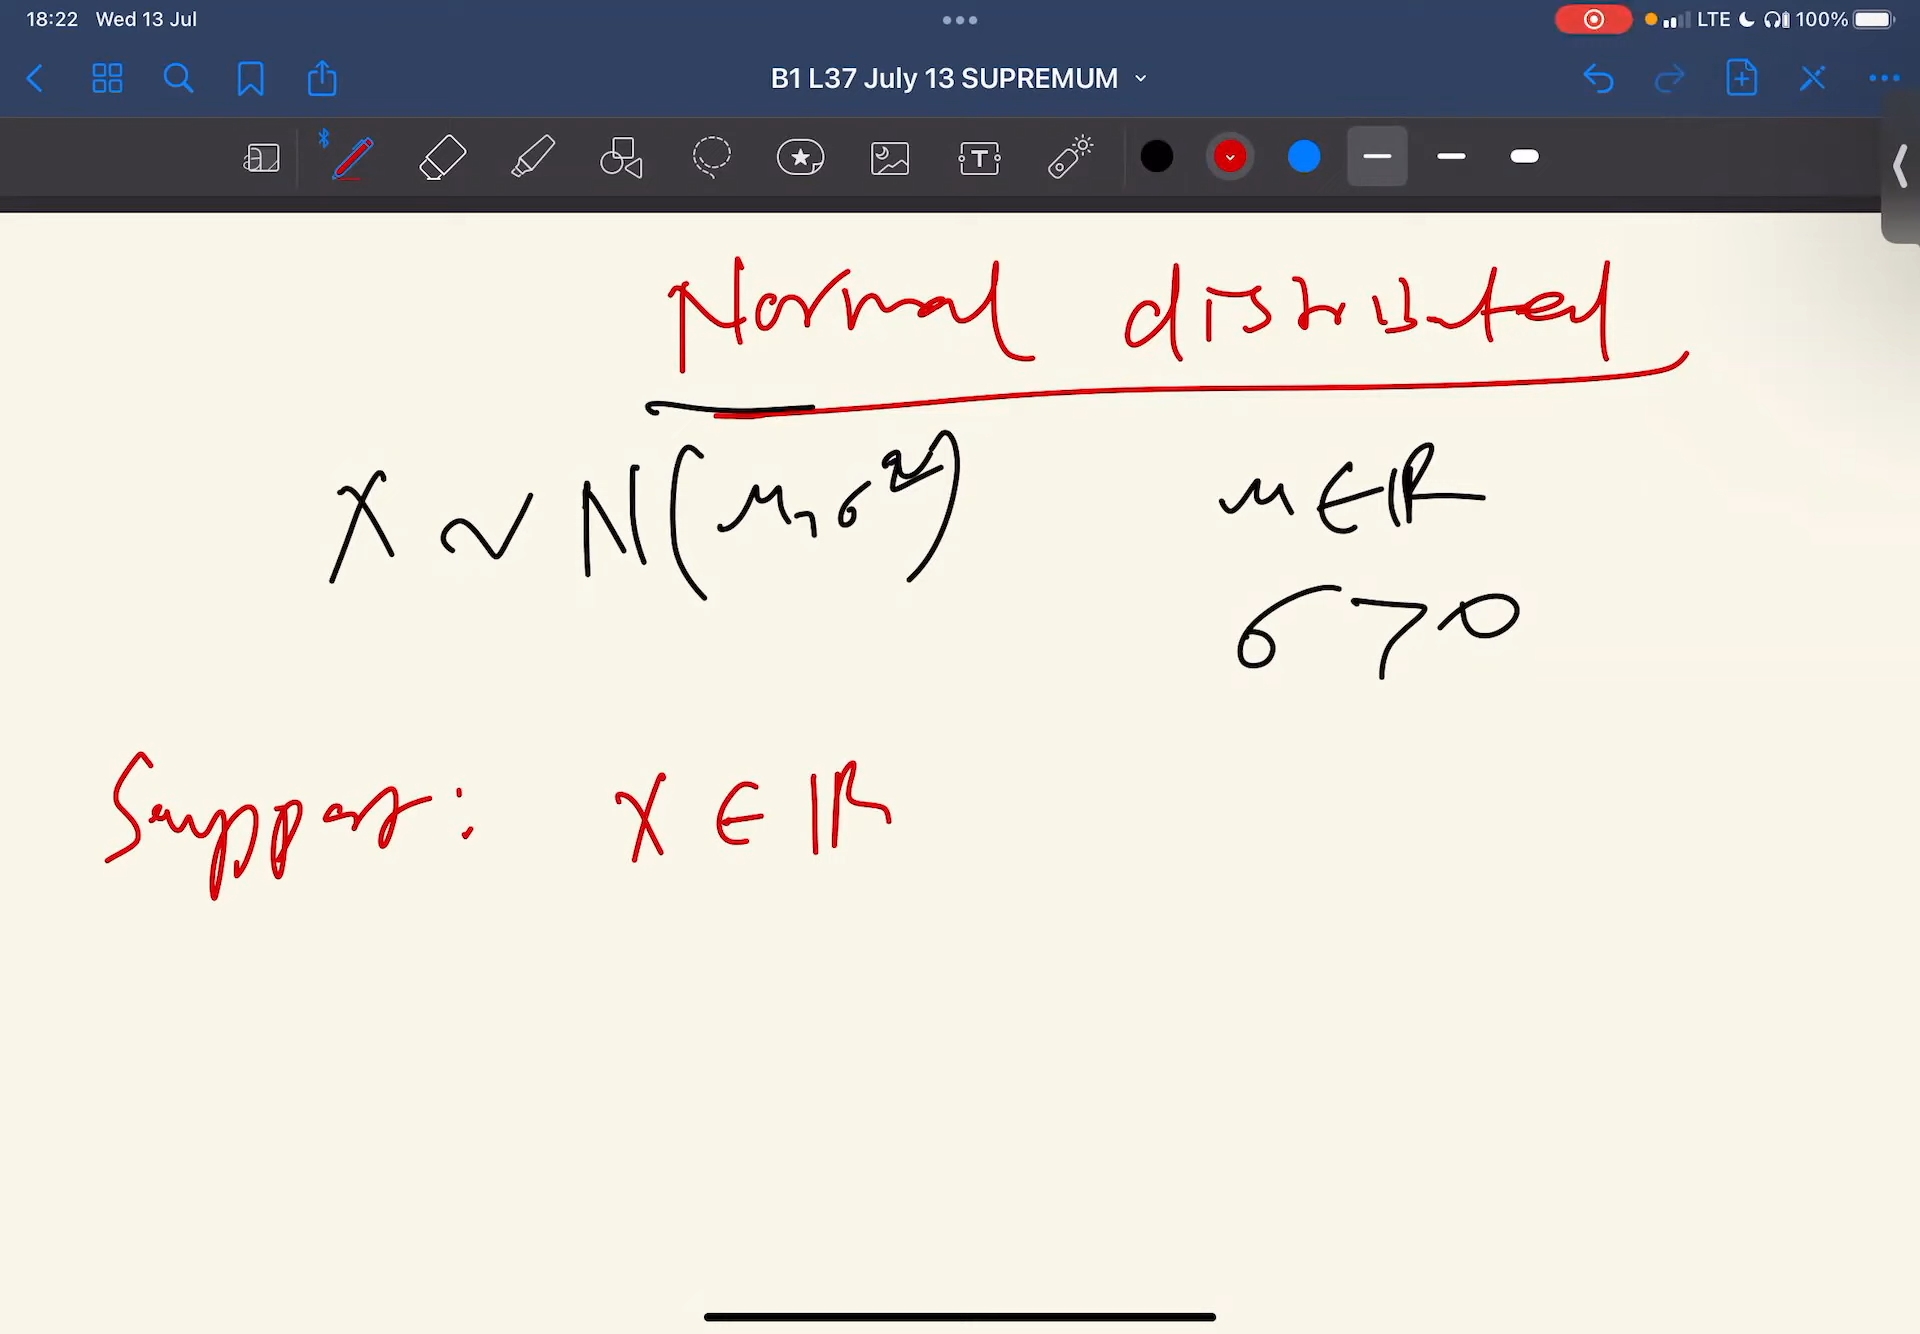 18:22 Wed 13 Jul
LTE 100%
B1 L37 July 13 SUPREMUM
T
Normal distributed
X ~ N(μ, σ²) μ ∈ ℝ
σ > 0
Support: X ∈ ℝ